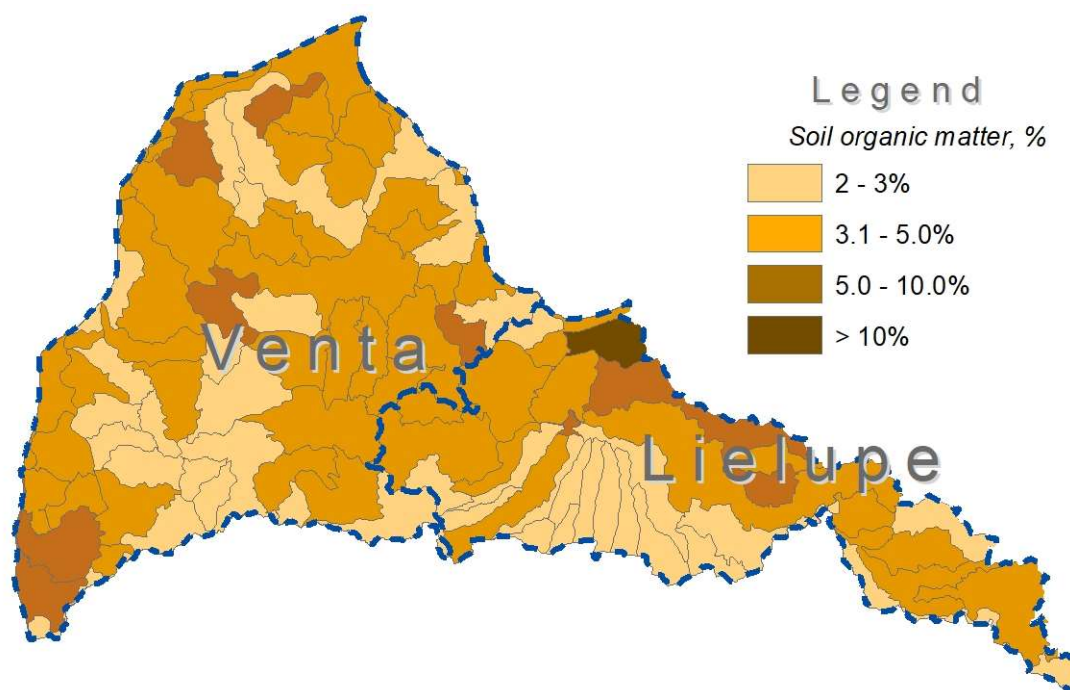 Legend
Soil organic matter, %
2 - 3%
3.1 - 5.0%
5.0 - 10.0%
> 10%
Venta
Lielupe